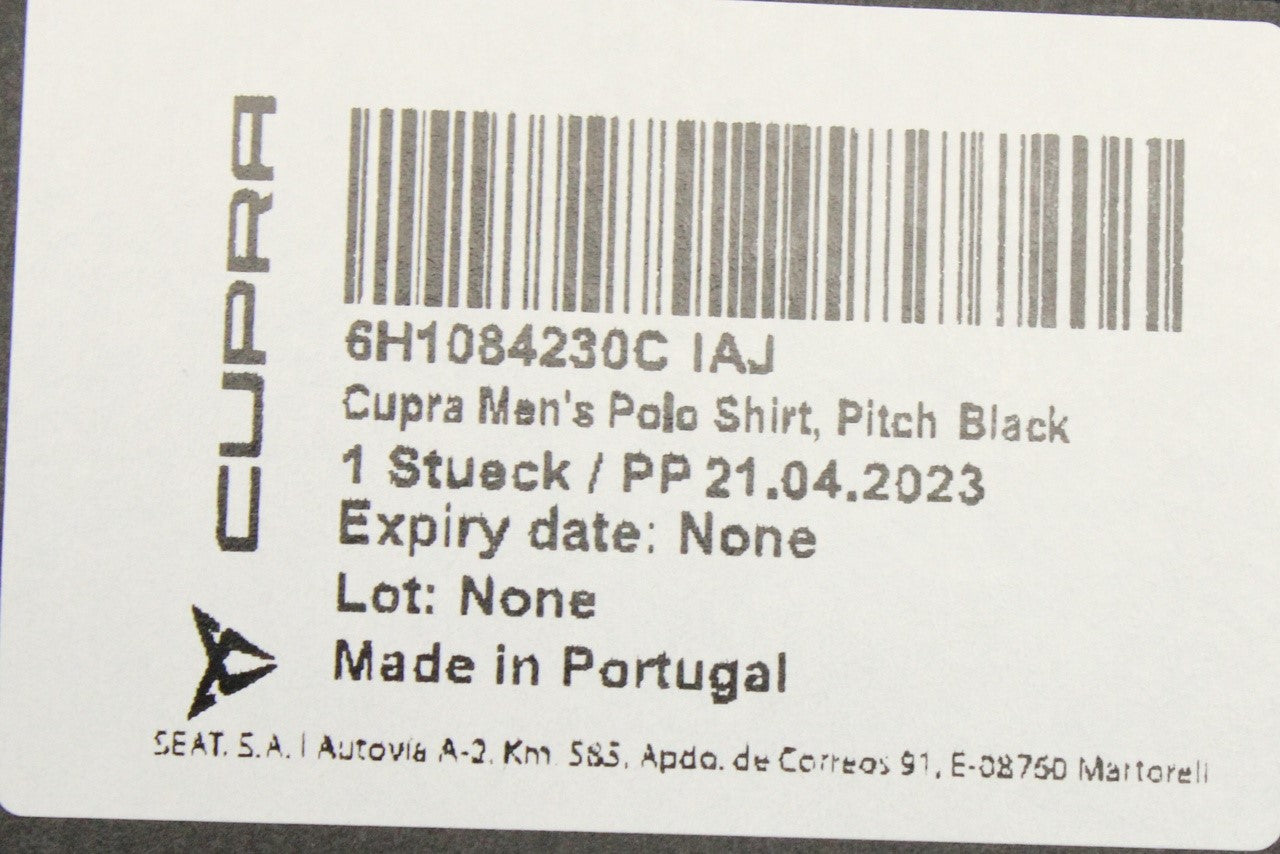 CUPRA
6H1084230C IAJ
Cupra Men's Polo Shirt, Pitch Black
1 Stueck / PP 21.04.2023
Expiry date: None
Lot: None
Made in Portugal
SEAT, S.A. | Autovía A-2, Km. 585, Apdo. de Correos 91, E-08760 Martorell